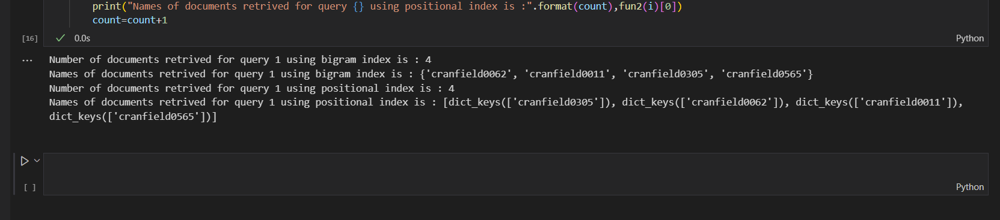 print("Names of documents retrived for query {} using positional index is :".format(count),fun2(i)[0])
count=count+1
[16] 0.0s Python
... Number of documents retrived for query 1 using bigram index is : 4
Names of documents retrived for query 1 using bigram index is : {'cranfield0062', 'cranfield0011', 'cranfield0305', 'cranfield0565'}
Number of documents retrived for query 1 using positional index is : 4
Names of documents retrived for query 1 using positional index is : [dict_keys(['cranfield0305']), dict_keys(['cranfield0062']), dict_keys(['cranfield0011']),
dict_keys(['cranfield0565'])]
[ ] Python